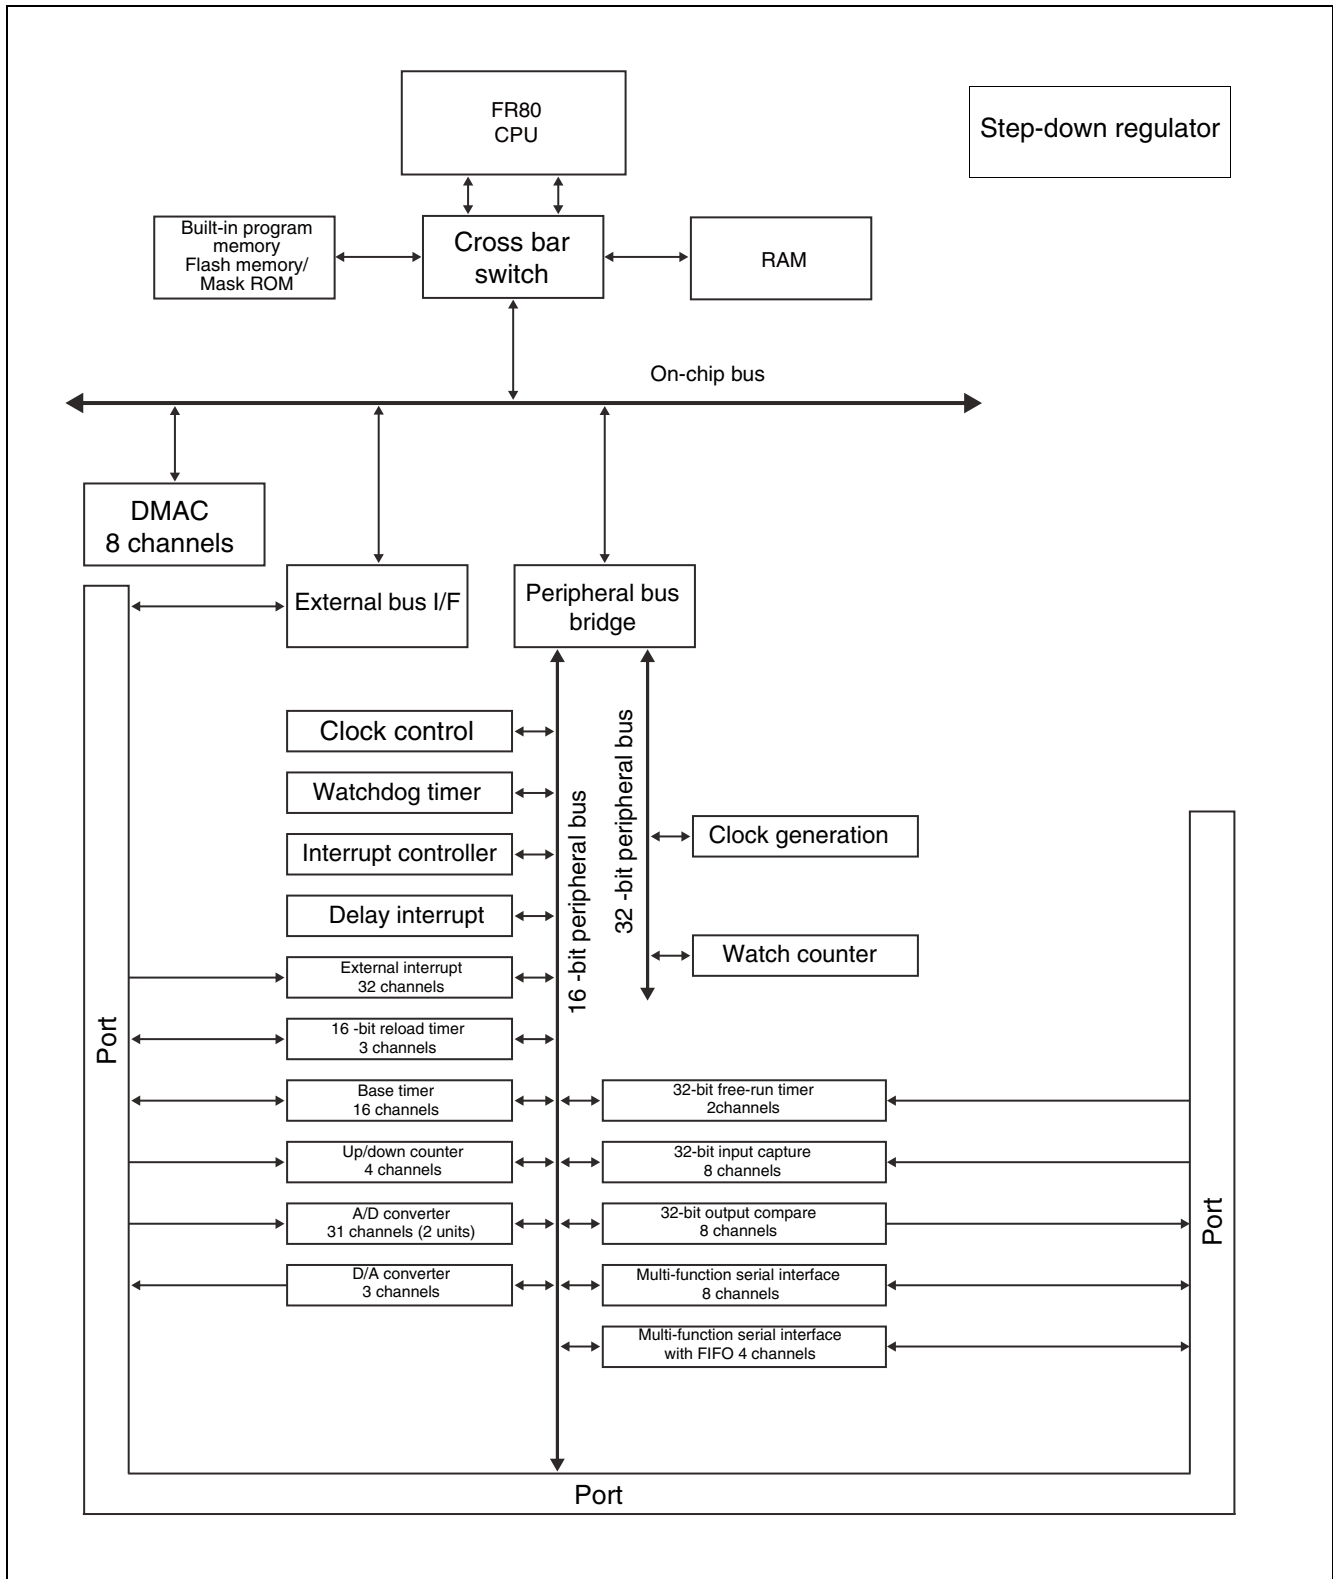 FR80
CPU
Step-down regulator
Built-in program
memory
Flash memory/
Mask ROM
Cross bar
switch
RAM
On-chip bus
DMAC
8 channels
External bus I/F
Peripheral bus
bridge
Clock control
Watchdog timer
Interrupt controller
Delay interrupt
External interrupt
32 channels
16 -bit reload timer
3 channels
Base timer
16 channels
Up/down counter
4 channels
A/D converter
31 channels (2 units)
D/A converter
3 channels
16 -bit peripheral bus
32 -bit peripheral bus
Clock generation
Watch counter
32-bit free-run timer
2channels
32-bit input capture
8 channels
32-bit output compare
8 channels
Multi-function serial interface
8 channels
Multi-function serial interface
with FIFO 4 channels
Port
Port
Port